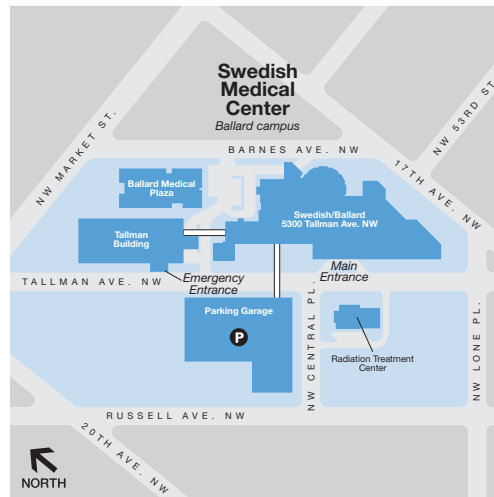 Swedish
Medical
Center
Ballard campus
BARNES AVE. NW
NW MARKET ST.
NW 53RD ST
17TH AVE. NW
Ballard Medical
Plaza
Swedish/Ballard
5300 Tallman Ave. NW
Tallman
Building
Main
Entrance
Emergency
Entrance
TALLMAN AVE. NW
Parking Garage
P
NW CENTRAL PL.
NW LONE PL.
Radiation Treatment
Center
RUSSELL AVE. NW
20TH AVE. NW
NORTH